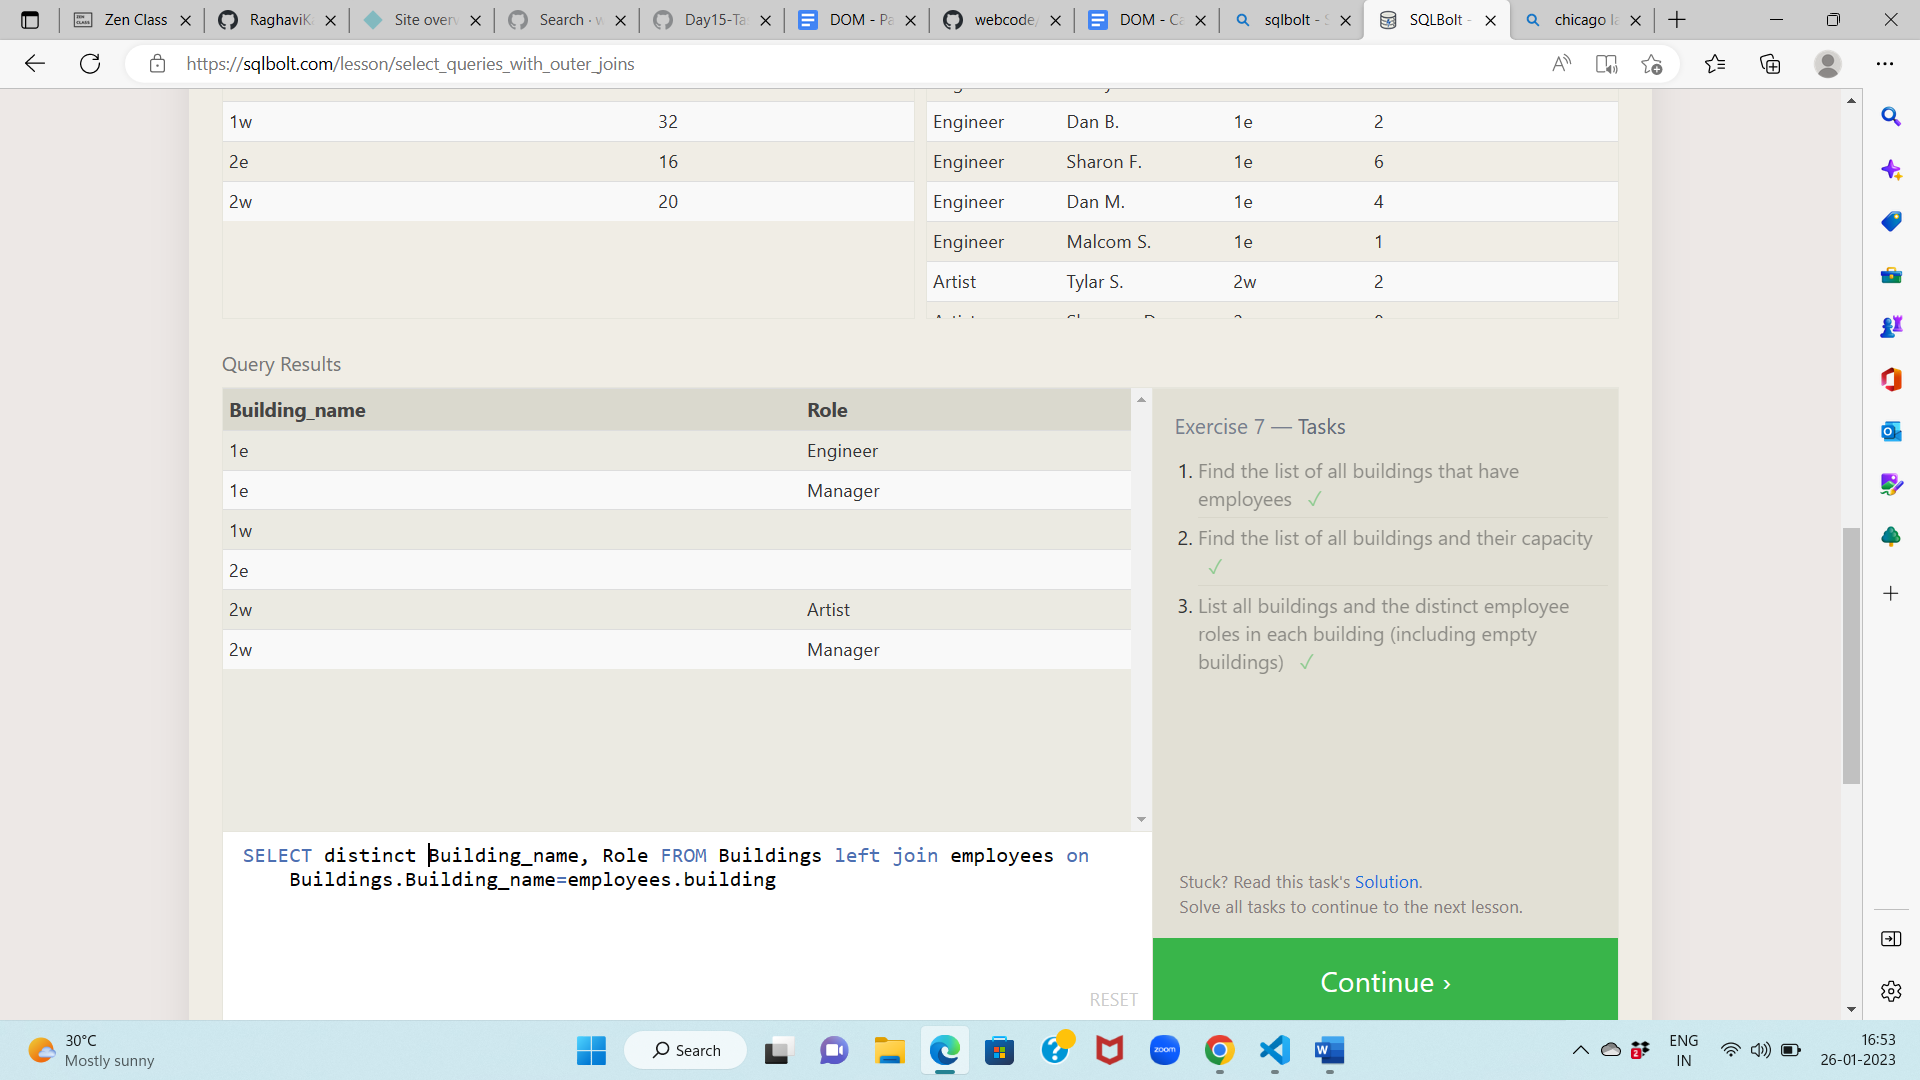 Zen Class
RaghaviK
Site overv
Search · w
Day15-Ta
DOM - Pa
webcode/
DOM - Ca
sqlbolt - S
SQLBolt -
chicago la
https://sqlbolt.com/lesson/select_queries_with_outer_joins
1w 32
2e 16
2w 20
Engineer Dan B. 1e 2
Engineer Sharon F. 1e 6
Engineer Dan M. 1e 4
Engineer Malcom S. 1e 1
Artist Tylar S. 2w 2
Query Results
Building_name Role
1e Engineer
1e Manager
1w
2e
2w Artist
2w Manager
Exercise 7 — Tasks
1. Find the list of all buildings that have
employees ✓
2. Find the list of all buildings and their capacity
✓
3. List all buildings and the distinct employee
roles in each building (including empty
buildings) ✓
SELECT distinct Building_name, Role FROM Buildings left join employees on
Buildings.Building_name=employees.building
RESET
Stuck? Read this task's Solution.
Solve all tasks to continue to the next lesson.
Continue ›
30°C
Mostly sunny
Search
zoom
ENG
IN
16:53
26-01-2023